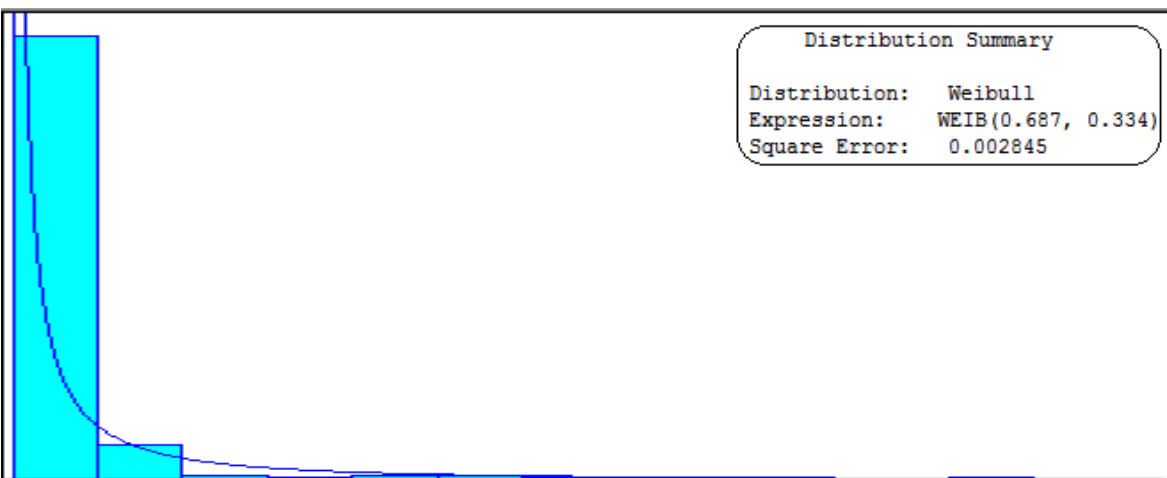 Distribution Summary
Distribution: Weibull
Expression: WEIB(0.687, 0.334)
Square Error: 0.002845